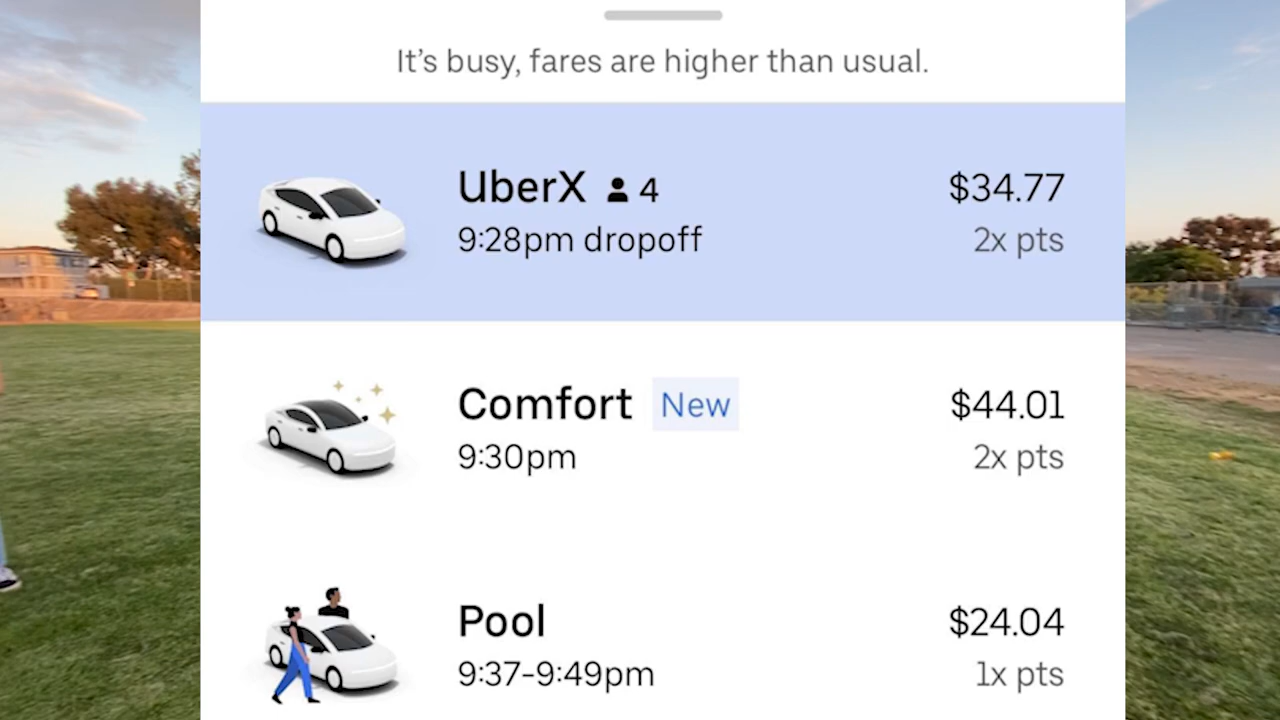 It's busy, fares are higher than usual.
UberX 4 $34.77
9:28pm dropoff 2x pts
Comfort New $44.01
9:30pm 2x pts
Pool $24.04
9:37-9:49pm 1x pts